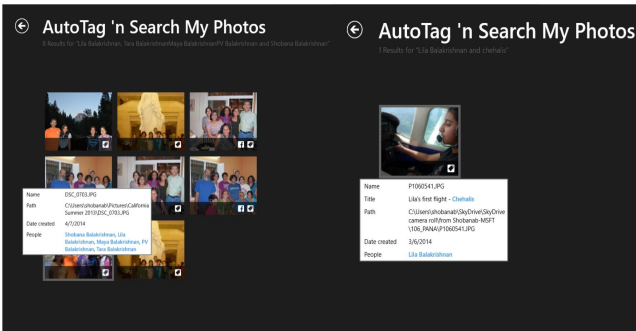 AutoTag 'n Search My Photos
8 Results for "Lila Balakrishnan, Tara BalakrishnanMaya BalakrishnanPV Balakrishnan and Shobana Balakrishnan"
Name DSC_0703.JPG
Path C:\Users\shobanab\Pictures\California
Summer 2013\DSC_0703.JPG
Date created 4/7/2014
People Shobana Balakrishnan, Lila
Balakrishnan, Maya Balakrishnan, PV
Balakrishnan, Tara Balakrishnan
AutoTag 'n Search My Photos
1 Results for "Lila Balakrishnan and chehalis"
Name P1060541.JPG
Title Lila's first flight - Chehalis
Path C:\Users\shobanab\SkyDrive\SkyDrive
camera roll\from Shobanab-MSFT
\106_PANA\P1060541.JPG
Date created 3/6/2014
People Lila Balakrishnan